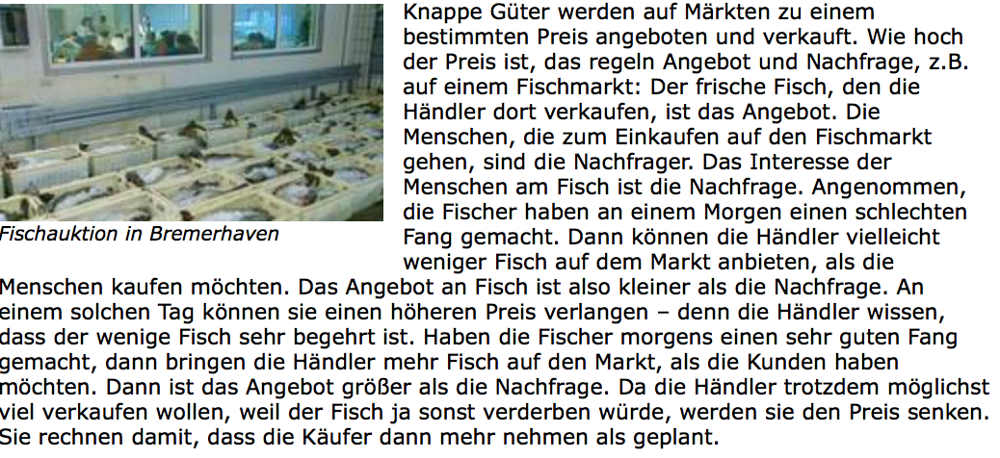 Knappe Güter werden auf Märkten zu einem
bestimmten Preis angeboten und verkauft. Wie hoch
der Preis ist, das regeln Angebot und Nachfrage, z.B.
auf einem Fischmarkt: Der frische Fisch, den die
Händler dort verkaufen, ist das Angebot. Die
Menschen, die zum Einkaufen auf den Fischmarkt
gehen, sind die Nachfrager. Das Interesse der
Menschen am Fisch ist die Nachfrage. Angenommen,
die Fischer haben an einem Morgen einen schlechten
Fang gemacht. Dann können die Händler vielleicht
weniger Fisch auf dem Markt anbieten, als die
Fischauktion in Bremerhaven
Menschen kaufen möchten. Das Angebot an Fisch ist also kleiner als die Nachfrage. An
einem solchen Tag können sie einen höheren Preis verlangen – denn die Händler wissen,
dass der wenige Fisch sehr begehrt ist. Haben die Fischer morgens einen sehr guten Fang
gemacht, dann bringen die Händler mehr Fisch auf den Markt, als die Kunden haben
möchten. Dann ist das Angebot größer als die Nachfrage. Da die Händler trotzdem möglichst
viel verkaufen wollen, weil der Fisch ja sonst verderben würde, werden sie den Preis senken.
Sie rechnen damit, dass die Käufer dann mehr nehmen als geplant.